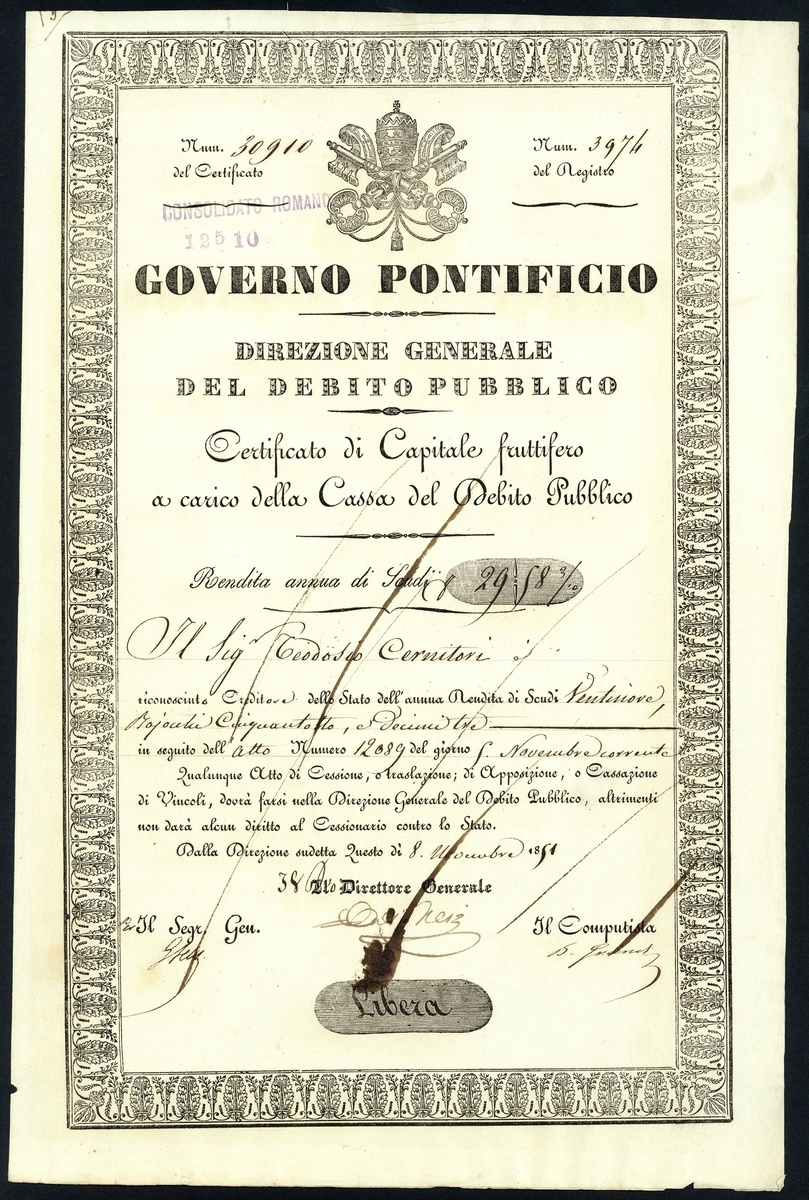 Num. 30910
del Certificato
Num. 3974
del Registro
CONSOLIDATO ROMANO
12510
GOVERNO PONTIFICIO
DIREZIONE GENERALE
DEL DEBITO PUBBLICO
Certificato di Capitale fruttifero
a carico della Cassa del Debito Pubblico
Rendita annua di Scudi 29 58 3/10
Il Sigr Teodosio Cernitori è
riconosciuto Creditore dello Stato dell'annua Rendita di Scudi Ventinove,
Bajocchi Cinquantotto, e Decimi tre
in seguito dell'Atto Numero 12089 del giorno 5. Novembre corrente
Qualunque Atto di Cessione, o traslazione; di Apposizione, o Cassazione
di Vincoli, dovrà farsi nella Direzione Generale del Debito Pubblico, altrimenti
non darà alcun diritto al Cessionario contro lo Stato.
Dalla Direzione sudetta Questo dì 8. Novembre 1851
Il Direttore Generale
Il Segr. Gen.
Il Computista
Libera